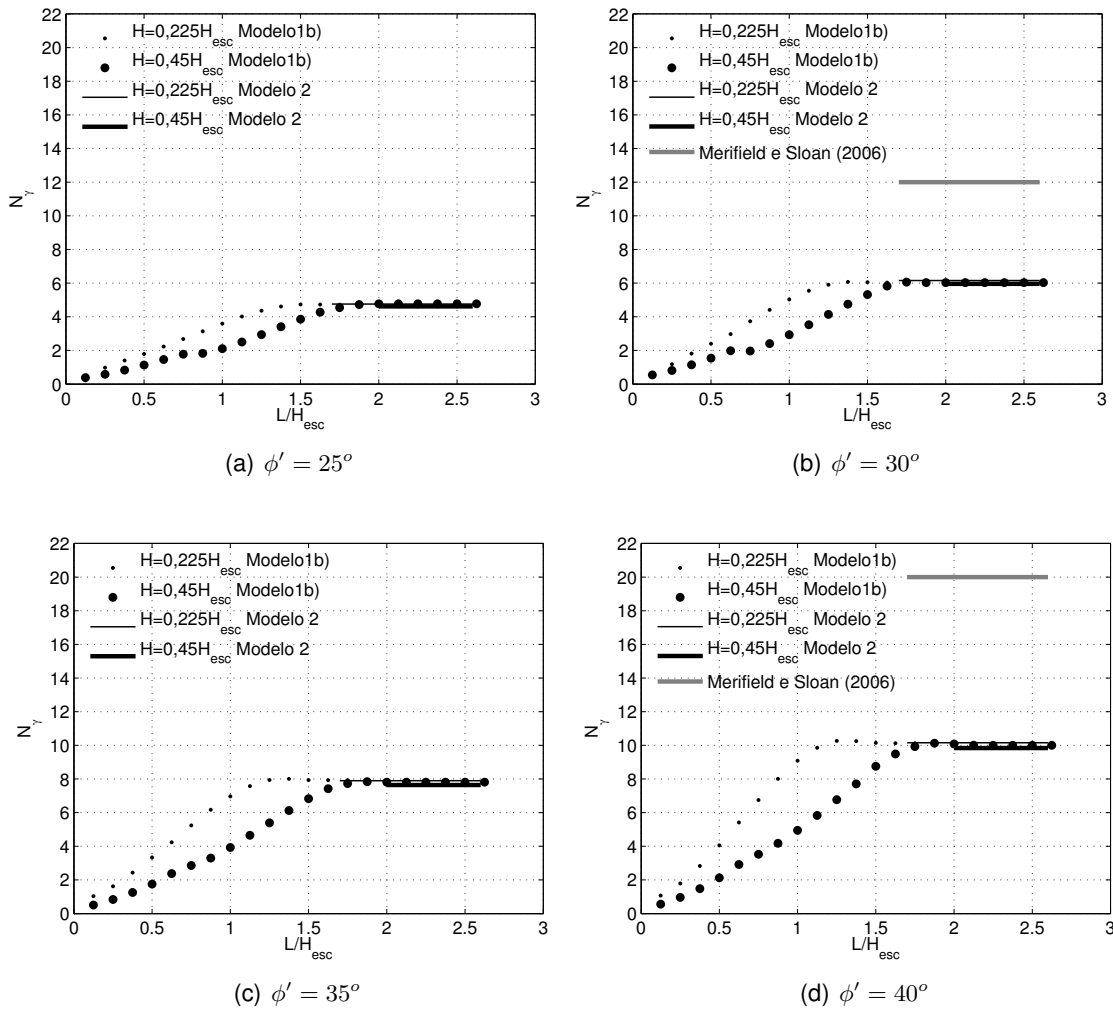 22
20
18
16
14
12
10
8
6
4
2
0
N_γ
H=0,225H_esc Modelo1b)
H=0,45H_esc Modelo1b)
H=0,225H_esc Modelo 2
H=0,45H_esc Modelo 2
0 0.5 1 1.5 2 2.5 3
L/H_esc
(a) ϕ′ = 25°
22
20
18
16
14
12
10
8
6
4
2
0
N_γ
H=0,225H_esc Modelo1b)
H=0,45H_esc Modelo1b)
H=0,225H_esc Modelo 2
H=0,45H_esc Modelo 2
Merifield e Sloan (2006)
0 0.5 1 1.5 2 2.5 3
L/H_esc
(b) ϕ′ = 30°
22
20
18
16
14
12
10
8
6
4
2
0
N_γ
H=0,225H_esc Modelo1b)
H=0,45H_esc Modelo1b)
H=0,225H_esc Modelo 2
H=0,45H_esc Modelo 2
0 0.5 1 1.5 2 2.5 3
L/H_esc
(c) ϕ′ = 35°
22
20
18
16
14
12
10
8
6
4
2
0
N_γ
H=0,225H_esc Modelo1b)
H=0,45H_esc Modelo1b)
H=0,225H_esc Modelo 2
H=0,45H_esc Modelo 2
Merifield e Sloan (2006)
0 0.5 1 1.5 2 2.5 3
L/H_esc
(d) ϕ′ = 40°